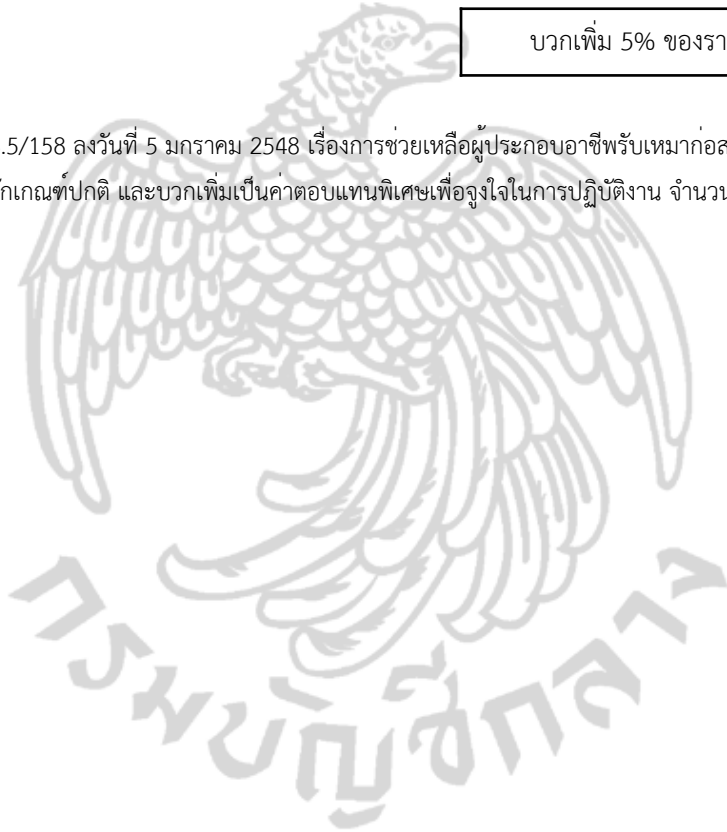 บวกเพิ่ม 5% ของรา
.5/158 ลงวันที่ 5 มกราคม 2548 เรื่องการช่วยเหลือผู้ประกอบอาชีพรับเหมาก่อส
ักเกณฑ์ปกติ และบวกเพิ่มเป็นค่าตอบแทนพิเศษเพื่อจูงใจในการปฏิบัติงาน จำนวน
กรมบัญชีกลาง